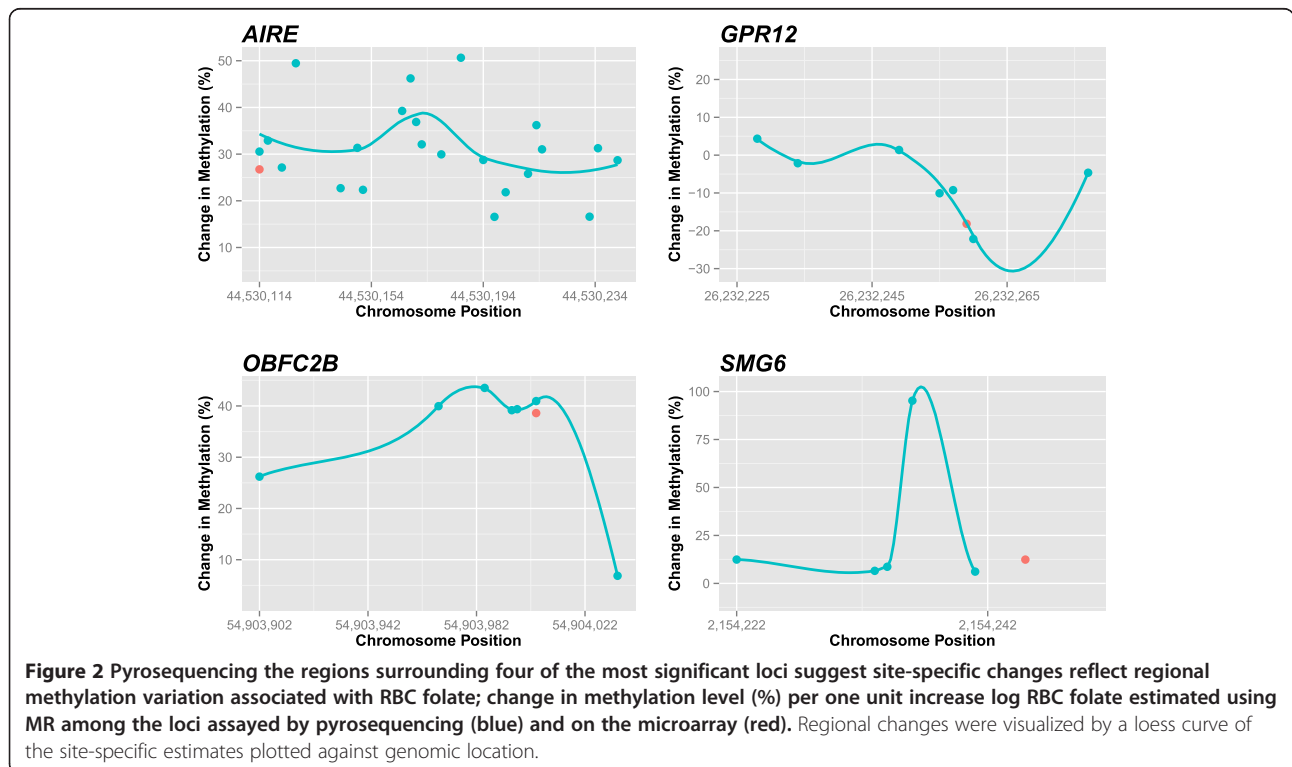 AIRE
Change in Methylation (%)
50
40
30
20
10
44,530,114
44,530,154
44,530,194
44,530,234
Chromosome Position
GPR12
Change in Methylation (%)
20
10
0
−10
−20
−30
26,232,225
26,232,245
26,232,265
Chromosome Position
OBFC2B
Change in Methylation (%)
40
30
20
10
54,903,902
54,903,942
54,903,982
54,904,022
Chromosome Position
SMG6
Change in Methylation (%)
100
75
50
25
0
2,154,222
2,154,242
Chromosome Position
Figure 2 Pyrosequencing the regions surrounding four of the most significant loci suggest site-specific changes reflect regional
methylation variation associated with RBC folate; change in methylation level (%) per one unit increase log RBC folate estimated using
MR among the loci assayed by pyrosequencing (blue) and on the microarray (red). Regional changes were visualized by a loess curve of
the site-specific estimates plotted against genomic location.